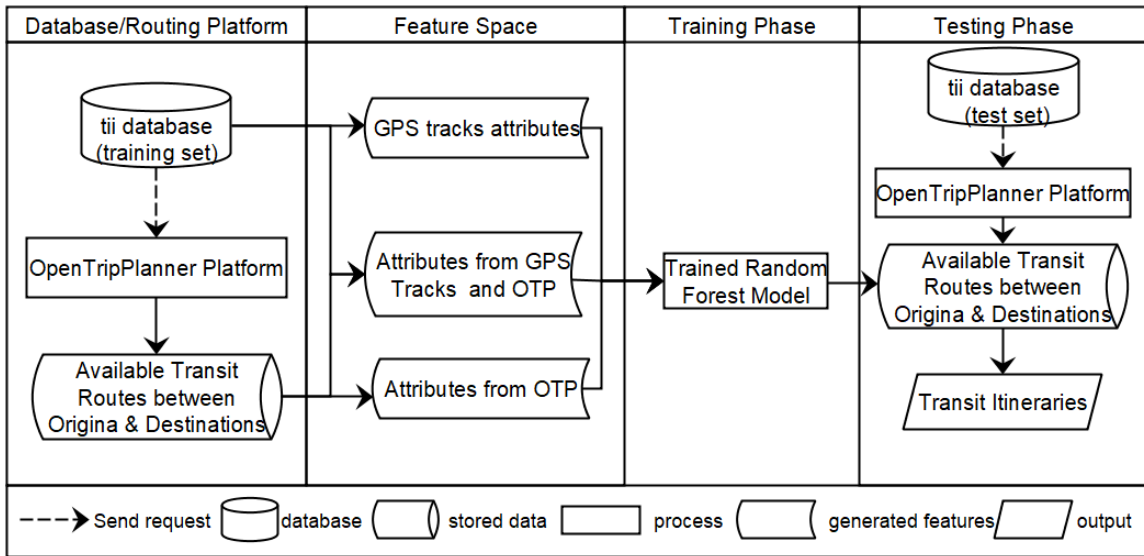 Database/Routing Platform
Feature Space
Training Phase
Testing Phase
tii database
(training set)
OpenTripPlanner Platform
Available Transit
Routes between
Origina & Destinations
GPS tracks attributes
Attributes from GPS
Tracks and OTP
Attributes from OTP
Trained Random
Forest Model
tii database
(test set)
OpenTripPlanner Platform
Available Transit
Routes between
Origina & Destinations
Transit Itineraries
Send request
database
stored data
process
generated features
output